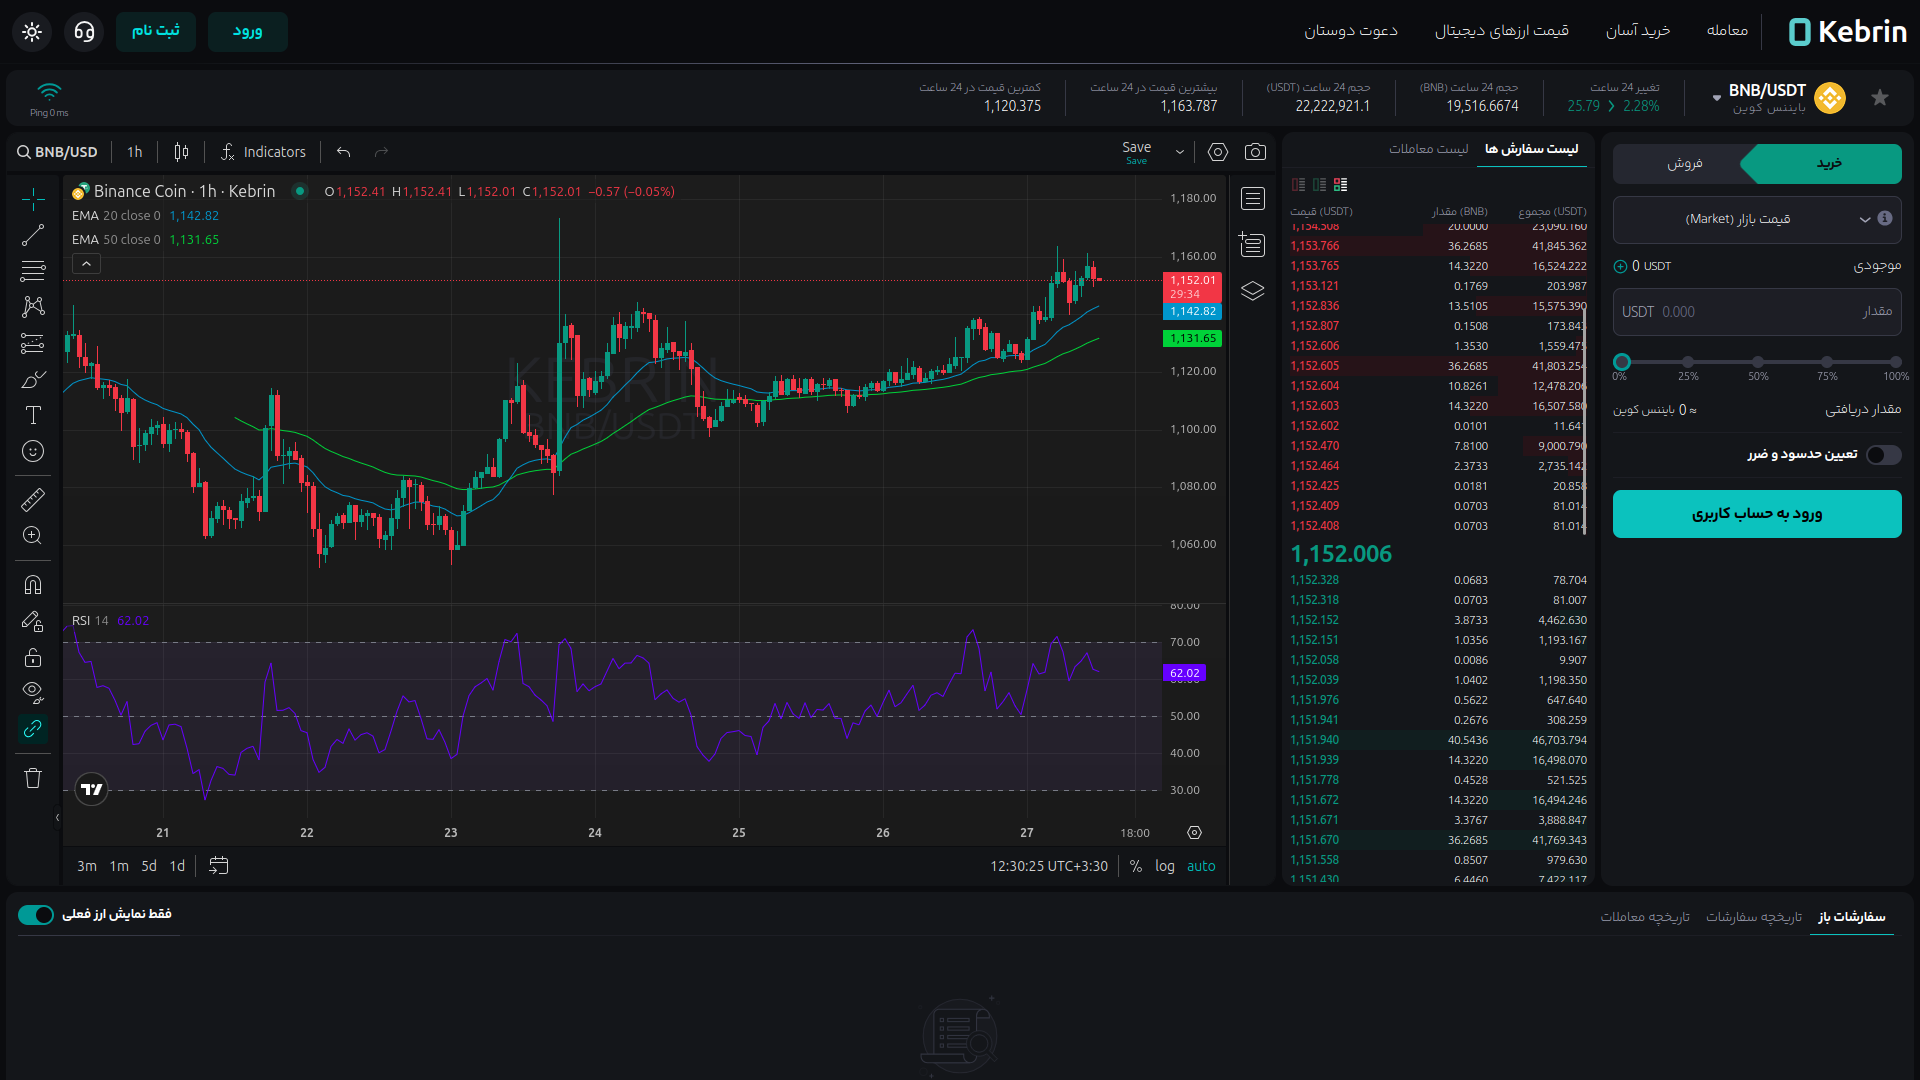 Kebrin
معامله
خرید آسان
قیمت ارزهای دیجیتال
دعوت دوستان
ورود
ثبت نام
BNB/USDT
بایننس کوین
تغییر 24 ساعت
25.79 2.28%
حجم 24 ساعت (BNB)
19,516.6674
حجم 24 ساعت (USDT)
22,222,921.1
بیشترین قیمت در 24 ساعت
1,163.787
کمترین قیمت در 24 ساعت
1,120.375
Ping 0 ms
BNB/USD 1h Indicators
Save
Save
Binance Coin · 1h · Kebrin
O1,152.41 H1,152.41 L1,152.01 C1,152.01 −0.57 (−0.05%)
EMA 20 close 0 1,142.82
EMA 50 close 0 1,131.65
KEBRIN
BNB/USDT
1,180.00
1,160.00
1,152.01
29:34
1,142.82
1,131.65
1,120.00
1,100.00
1,080.00
1,060.00
RSI 14 62.02
80.00
70.00
62.02
60.00
50.00
40.00
30.00
21 22 23 24 25 26 27 18:00
3m 1m 5d 1d
12:30:25 UTC+3:30 % log auto
لیست سفارش ها
لیست معاملات
قیمت (USDT) مقدار (BNB) مجموع (USDT)
1,154.508 20.0000 23,090.160
1,153.766 36.2685 41,845.362
1,153.765 14.3220 16,524.222
1,153.121 0.1769 203.987
1,152.836 13.5105 15,575.390
1,152.807 0.1508 173.843
1,152.606 1.3530 1,559.475
1,152.605 36.2685 41,803.254
1,152.604 10.8261 12,478.206
1,152.603 14.3220 16,507.580
1,152.602 0.0101 11.641
1,152.470 7.8100 9,000.790
1,152.464 2.3733 2,735.142
1,152.425 0.0181 20.858
1,152.409 0.0703 81.014
1,152.408 0.0703 81.014
1,152.006
1,152.328 0.0683 78.704
1,152.318 0.0703 81.007
1,152.152 3.8733 4,462.630
1,152.151 1.0356 1,193.167
1,152.058 0.0086 9.907
1,152.039 1.0402 1,198.350
1,151.976 0.5622 647.640
1,151.941 0.2676 308.259
1,151.940 40.5436 46,703.794
1,151.939 14.3220 16,498.070
1,151.778 0.4528 521.525
1,151.672 14.3220 16,494.246
1,151.671 3.3767 3,888.847
1,151.670 36.2685 41,769.343
1,151.558 0.8507 979.630
1,151.430 6.4460 7,422.117
خرید
فروش
قیمت بازار (Market)
موجودی
0 USDT
مقدار
USDT 0.000
0% 25% 50% 75% 100%
مقدار دریافتی
≈ 0 بایننس کوین
تعیین حدسود و ضرر
ورود به حساب کاربری
سفارشات باز
تاریخچه سفارشات
تاریخچه معاملات
فقط نمایش ارز فعلی